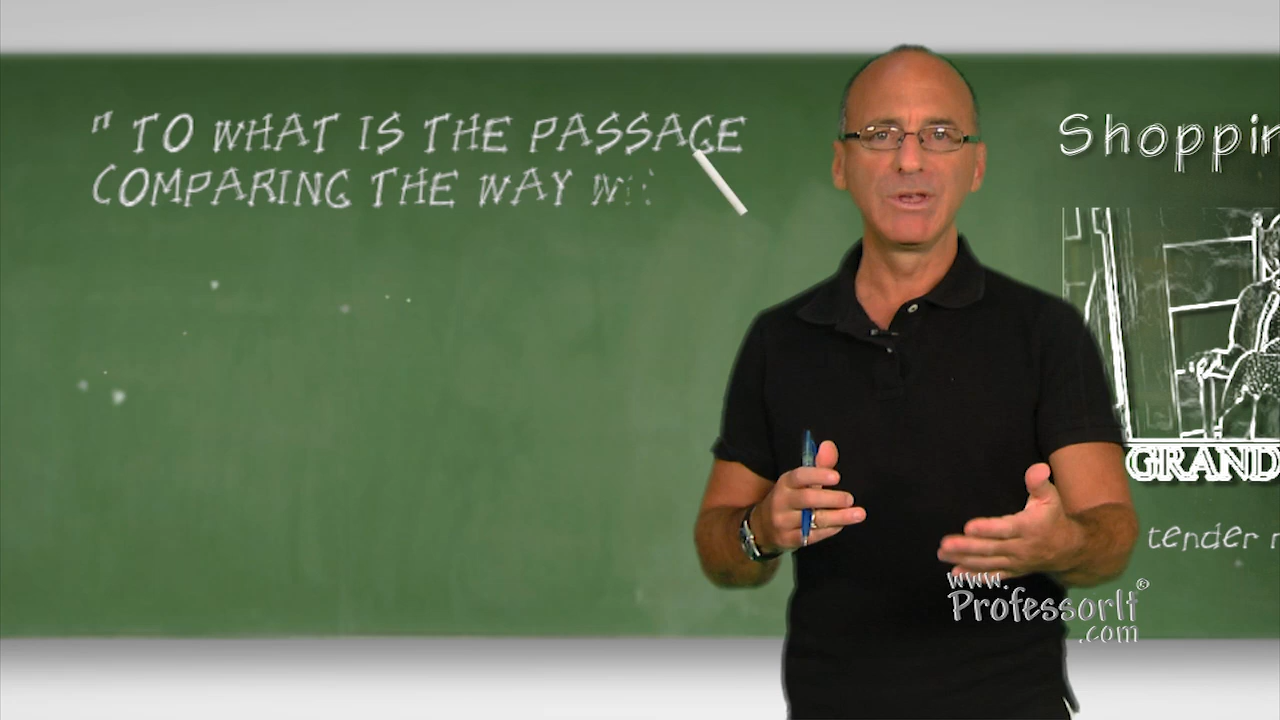 " TO WHAT IS THE PASSAGE
COMPARING THE WAY
Shoppin
GRAND
tender
www.
ProfessorIt®
.com